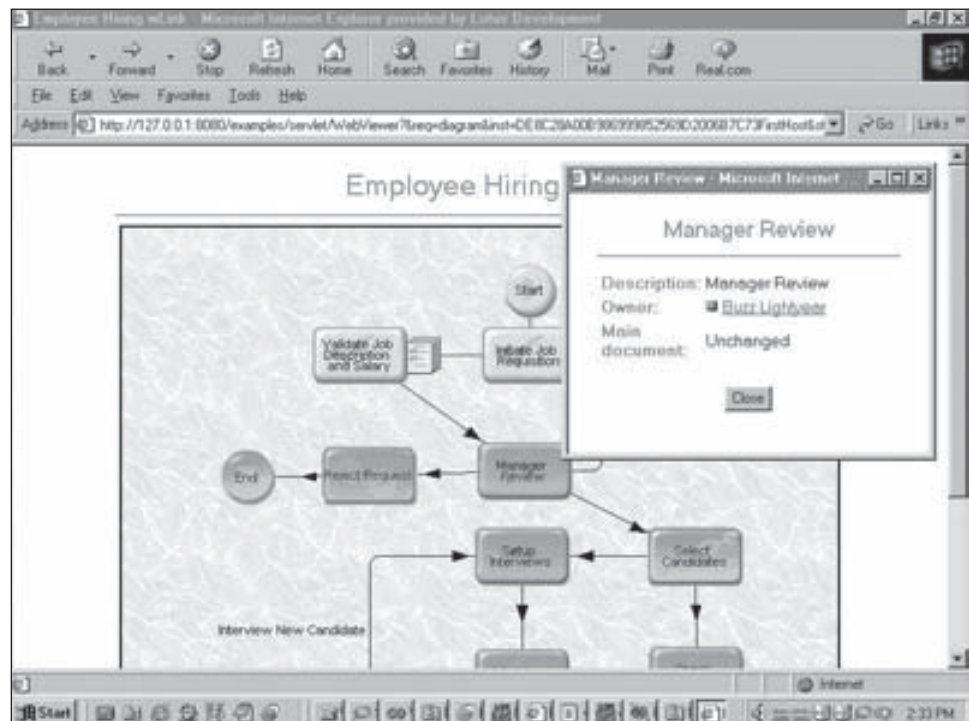 Employee Hiring wLink - Microsoft Internet Explorer provided by Lotus Development
Back Forward Stop Refresh Home Search Favorites History Mail Print Real.com
File Edit View Favorites Tools Help
Address
Go Links »
Employee Hiring
Start
Validate Job
Description
and Salary
Initiate Job
Requisition
End
Reject Request
Manager
Review
Setup
Interviews
Select
Candidates
Interview New Candidate
Manager Review - Microsoft Internet ...
Manager Review
Description: Manager Review
Owner: Buzz Lightyear
Main
document: Unchanged
Close
Internet
Start
2:33 PM